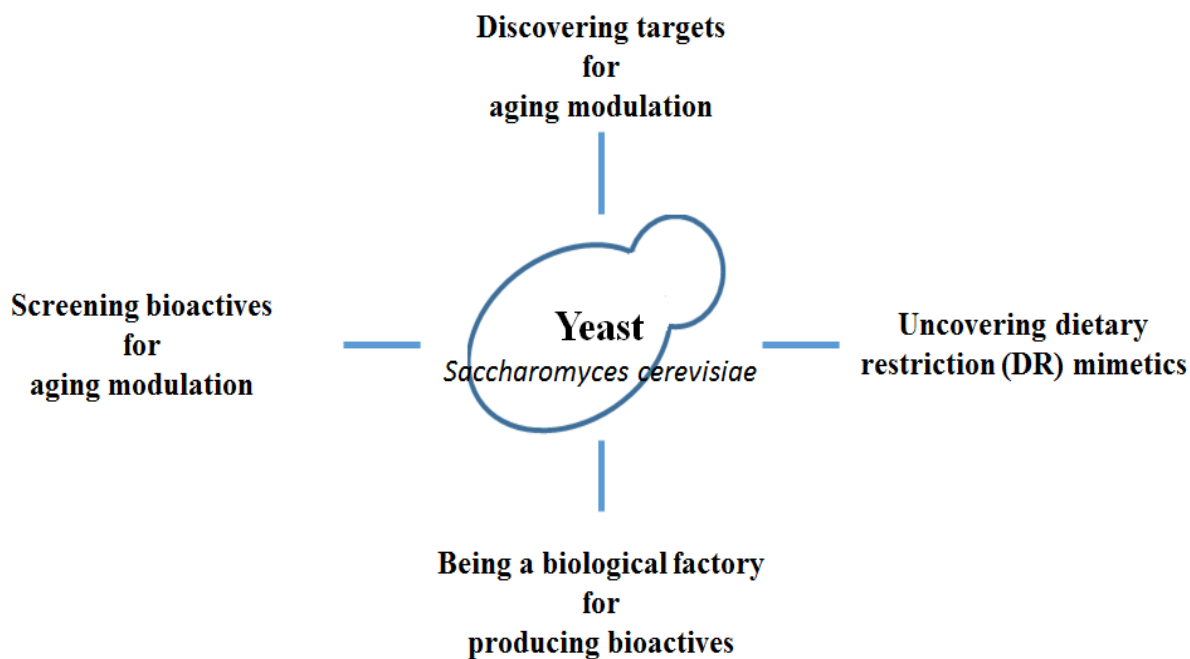 Discovering targets
for
aging modulation
Screening bioactives
for
aging modulation
Yeast
Saccharomyces cerevisiae
Uncovering dietary
restriction (DR) mimetics
Being a biological factory
for
producing bioactives